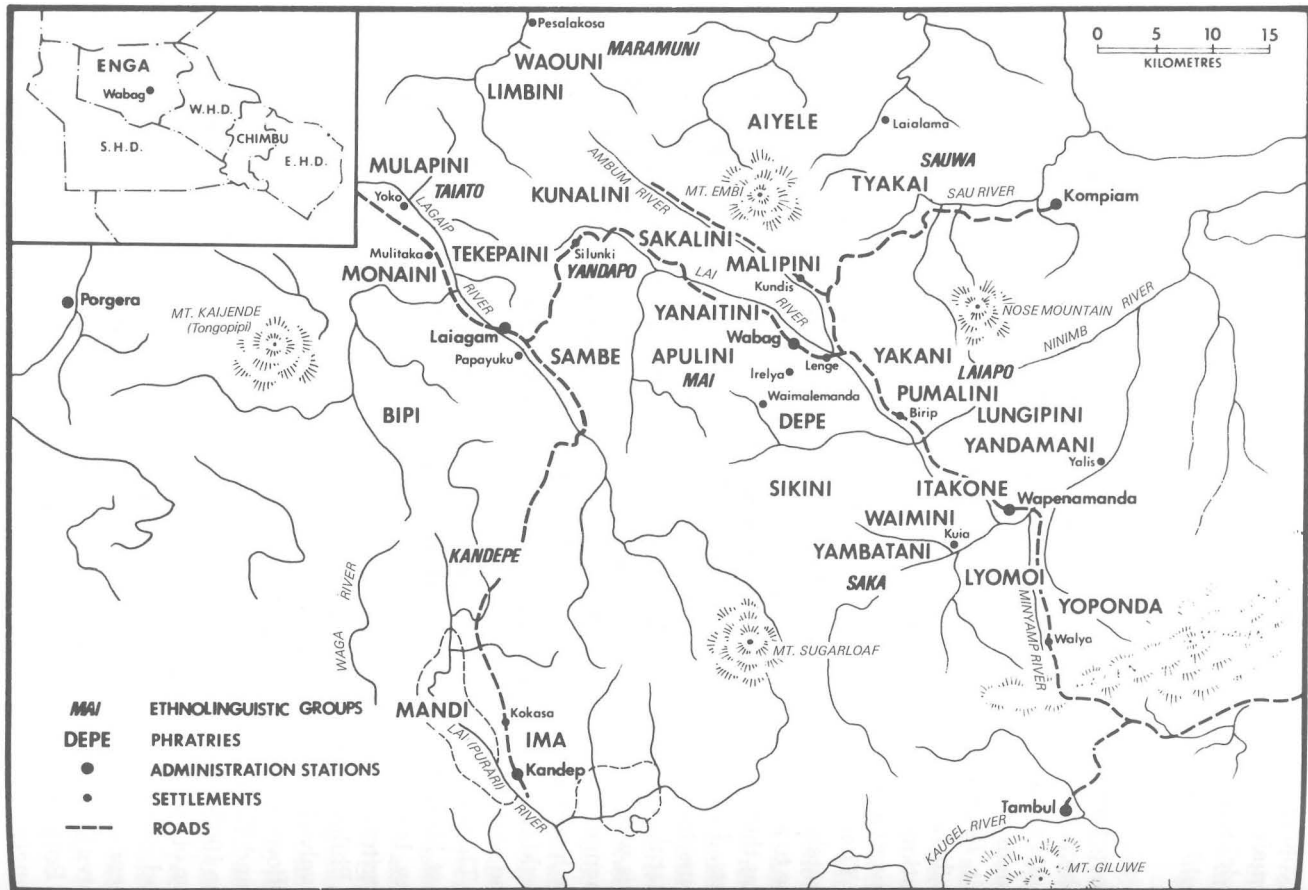 ENGA
Wabag
W.H.D.
CHIMBU
S.H.D.
E.H.D.
Pesalakosa
MARAMUNI
WAOUNI
LIMBINI
0 5 10 15
KILOMETRES
AIYELE
Laialama
AMBUM RIVER
MT. EMBI
SAUWA
TYAKAI
SAU RIVER
Kompiam
MULAPINI
TAIATO
Yoko
LAGAIP
RIVER
KUNALINI
Mulitaka
MONAINI
TEKEPAINI
Silunki
YANDAPO
SAKALINI
LAI
RIVER
MALIPINI
Kundis
NOSE MOUNTAIN
NINIMB RIVER
Porgera
MT. KAIJENDE
(Tongopipi)
Laiagam
Papayuku
SAMBE
YANAITINI
Wabag
APULINI
MAI
Irelya
Lenge
YAKANI
LAIAPO
Waimalemanda
DEPE
PUMALINI
Birip
LUNGIPINI
YANDAMANI
Yalis
BIPI
SIKINI
ITAKONE
Wapenamanda
WAIMINI
Kuia
YAMBATANI
SAKA
KANDEPE
WAGA RIVER
LYOMOI
MINYAMP RIVER
YOPONDA
Walya
MT. SUGARLOAF
MANDI
Kokasa
IMA
LAI (PURARI) RIVER
Kandep
Tambul
KAUGEL RIVER
MT. GILUWE
MAI ETHNOLINGUISTIC GROUPS
DEPE PHRATRIES
ADMINISTRATION STATIONS
SETTLEMENTS
ROADS